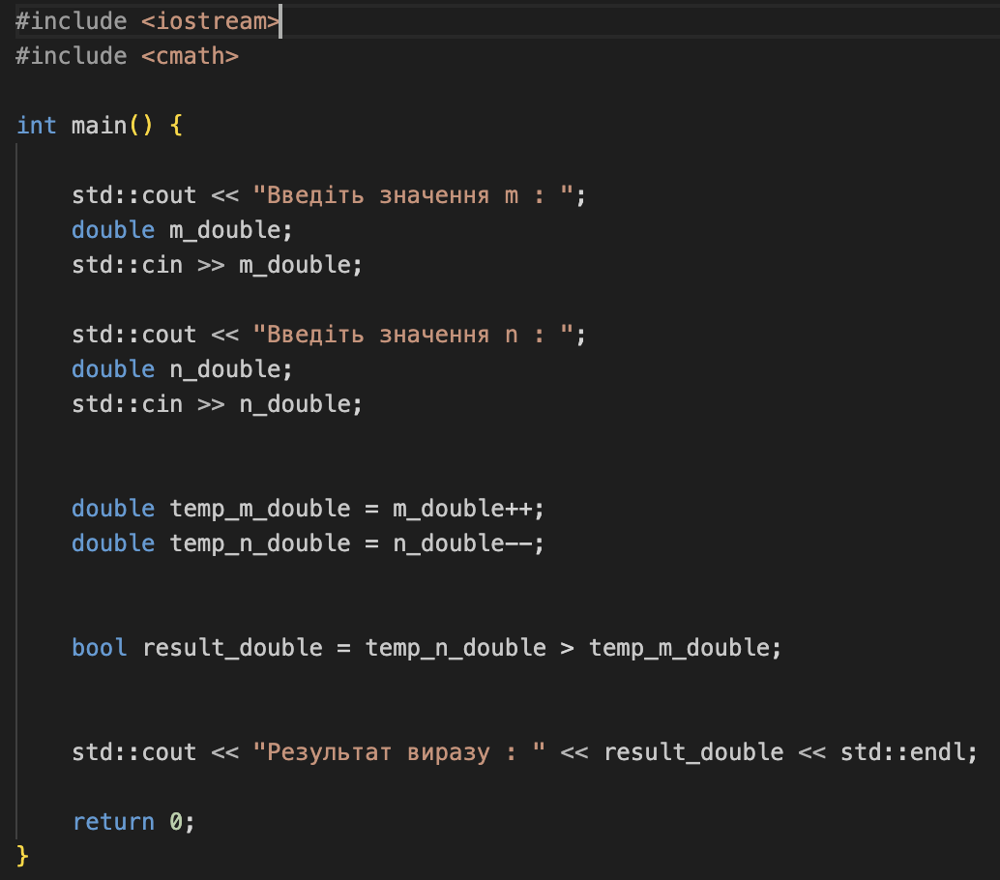 #include <iostream>
#include <cmath>
int main() {
std::cout << "Введіть значення m : ";
double m_double;
std::cin >> m_double;
std::cout << "Введіть значення n : ";
double n_double;
std::cin >> n_double;
double temp_m_double = m_double++;
double temp_n_double = n_double--;
bool result_double = temp_n_double > temp_m_double;
std::cout << "Результат виразу : " << result_double << std::endl;
return 0;
}